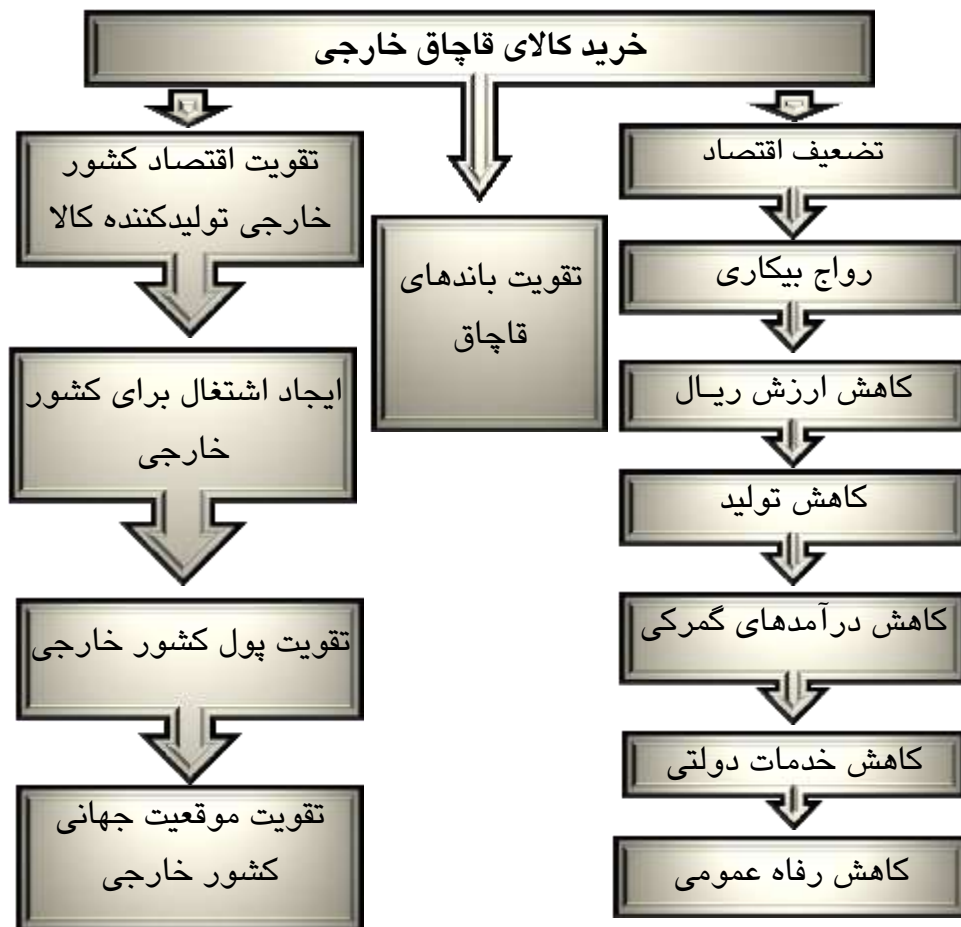 خرید کالای قاچاق خارجی
تضعیف اقتصاد
رواج بیکاری
کاهش ارزش ریـال
کاهش تولید
کاهش درآمدهای گمرکی
کاهش خدمات دولتی
کاهش رفاه عمومی
تقویت باندهای
قاچاق
تقویت اقتصاد کشور
خارجی تولیدکننده کالا
ایجاد اشتغال برای کشور
خارجی
تقویت پول کشور خارجی
تقویت موقعیت جهانی
کشور خارجی